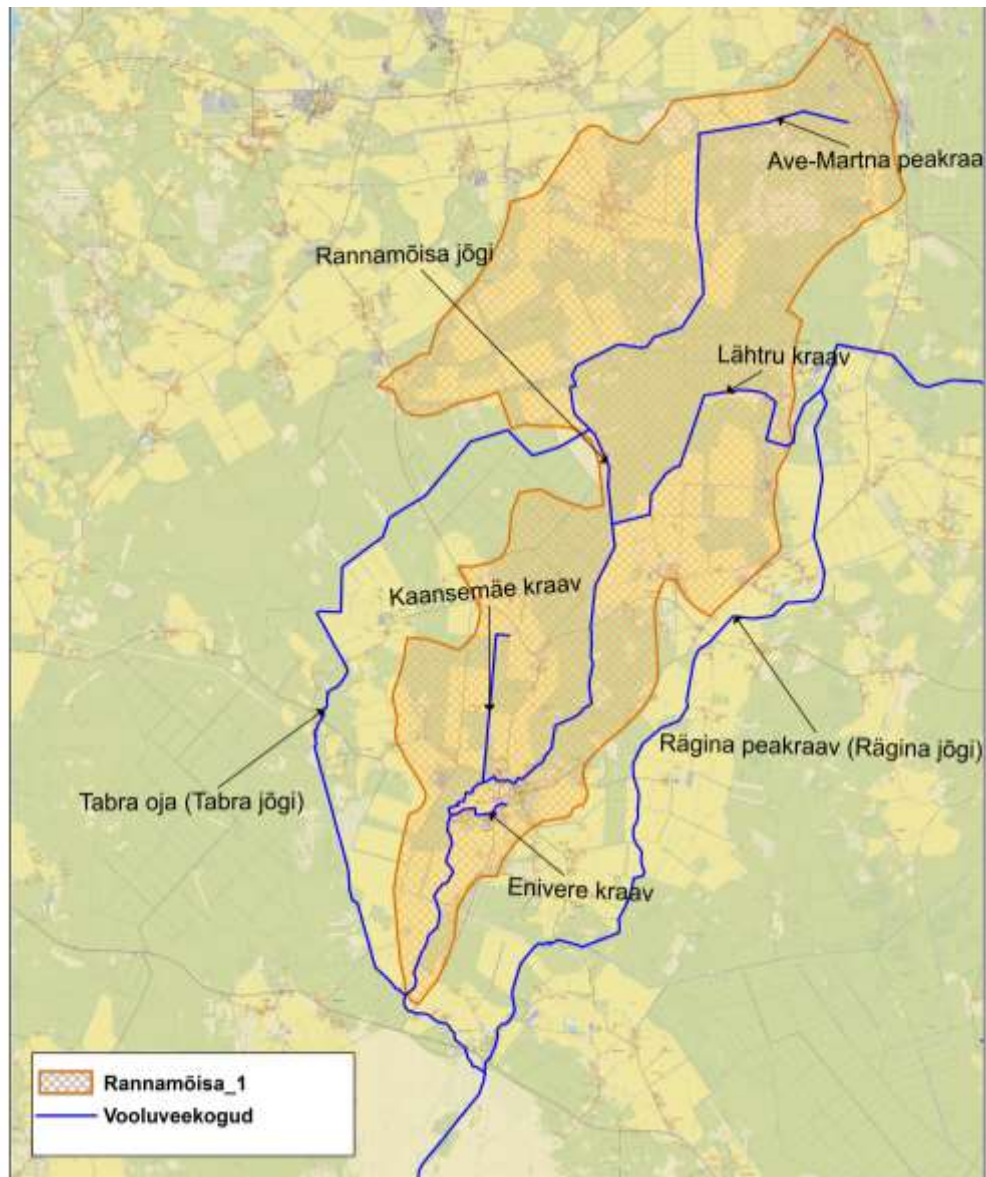 Ave-Martna peakraa
Rannamõisa jõgi
Lähtru kraav
Kaansemäe kraav
Rägina peakraav (Rägina jõgi)
Tabra oja (Tabra jõgi)
Enivere kraav
Rannamõisa_1
Vooluveekogud